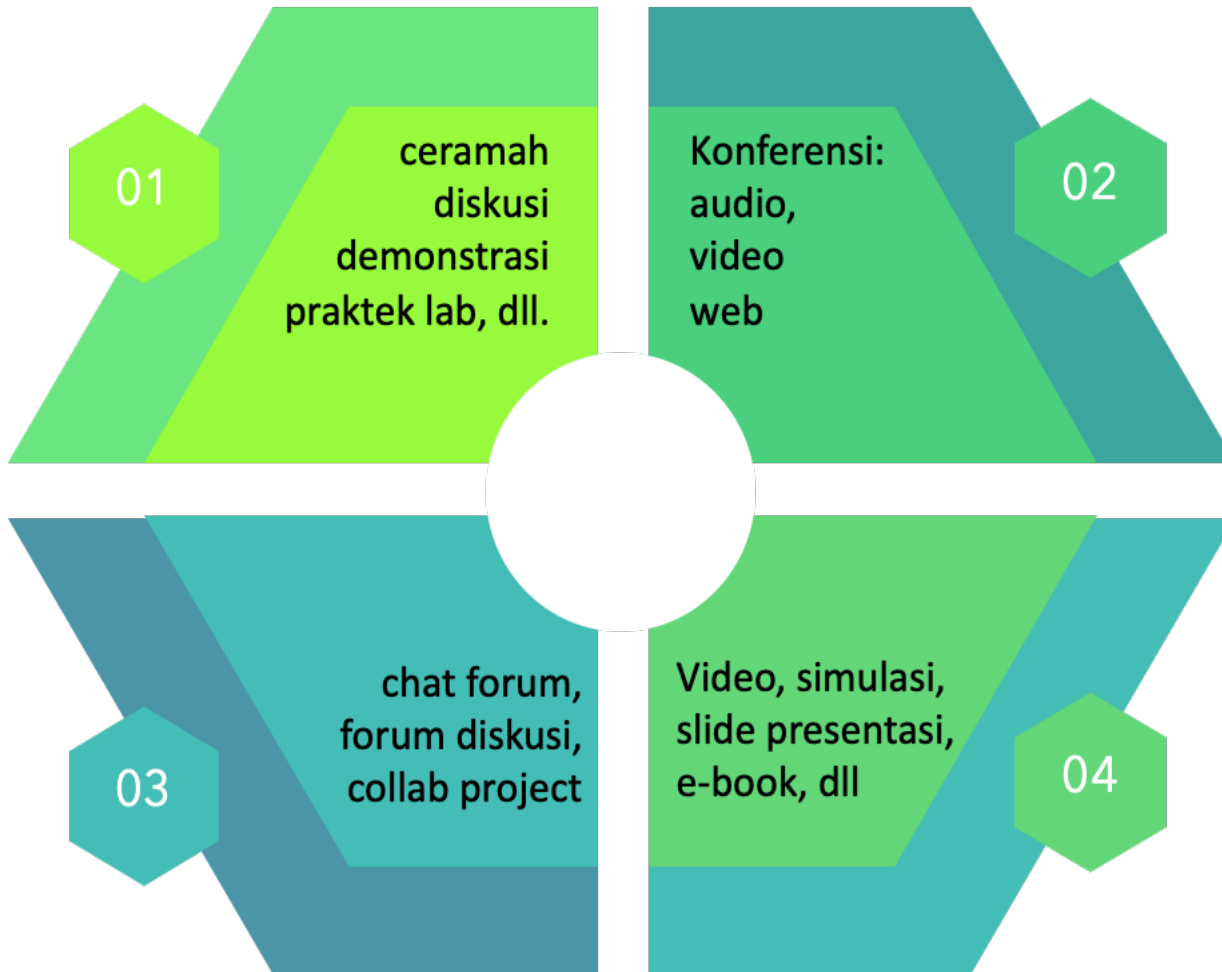 01
ceramah
diskusi
demonstrasi
praktek lab, dll.
Konferensi:
audio,
video
web
02
03
chat forum,
forum diskusi,
collab project
Video, simulasi,
slide presentasi,
e-book, dll
04